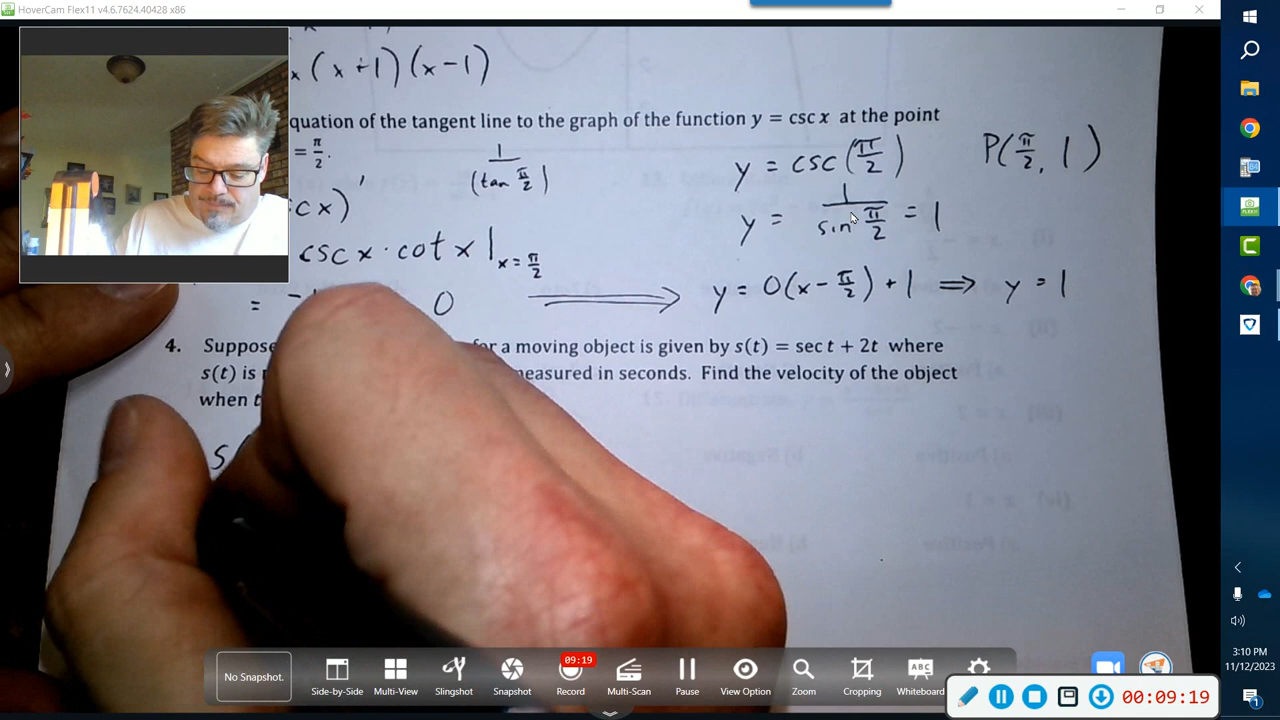 HoverCam Flex11 v4.6.7624.40428 x86
x (x+1)(x-1)
quation of the tangent line to the graph of the function y = csc x at the point
= π/2.
1/(tan π/2)
y = csc(π/2)
P(π/2, 1)
cx)'
y = 1/(sin π/2) = 1
csc x · cot x |x = π/2
= -1
0
y = 0(x - π/2) + 1 ⟹ y = 1
4. Suppose
or a moving object is given by s(t) = sec t + 2t where
s(t) is
measured in seconds. Find the velocity of the object
when t
s(
No Snapshot.
Side-by-Side
Multi-View
Slingshot
Snapshot
09:19
Record
Multi-Scan
Pause
View Option
Zoom
Cropping
ABC
Whiteboard
00:09:19
FLEX11
3:10 PM
11/12/2023
1